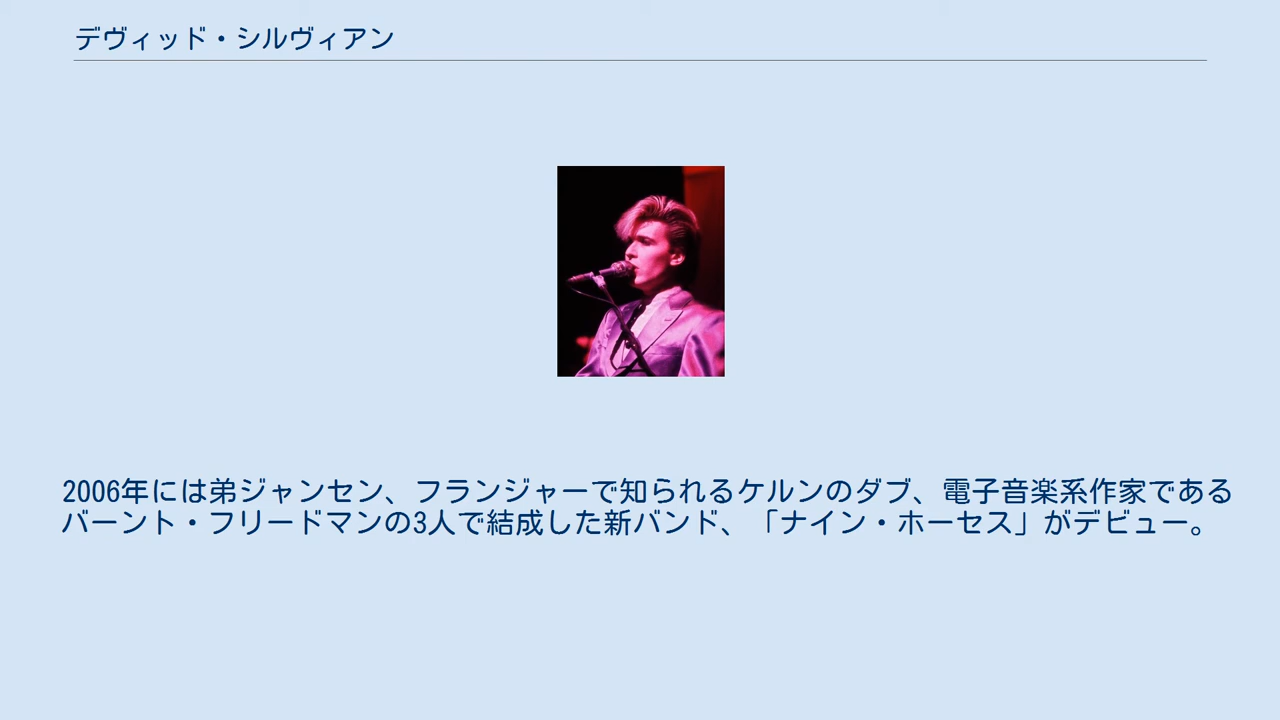 デヴィッド・シルヴィアン
2006年には弟ジャンセン、フランジャーで知られるケルンのダブ、電子音楽系作家である
バーント・フリードマンの3人で結成した新バンド、「ナイン・ホーセス」がデビュー。